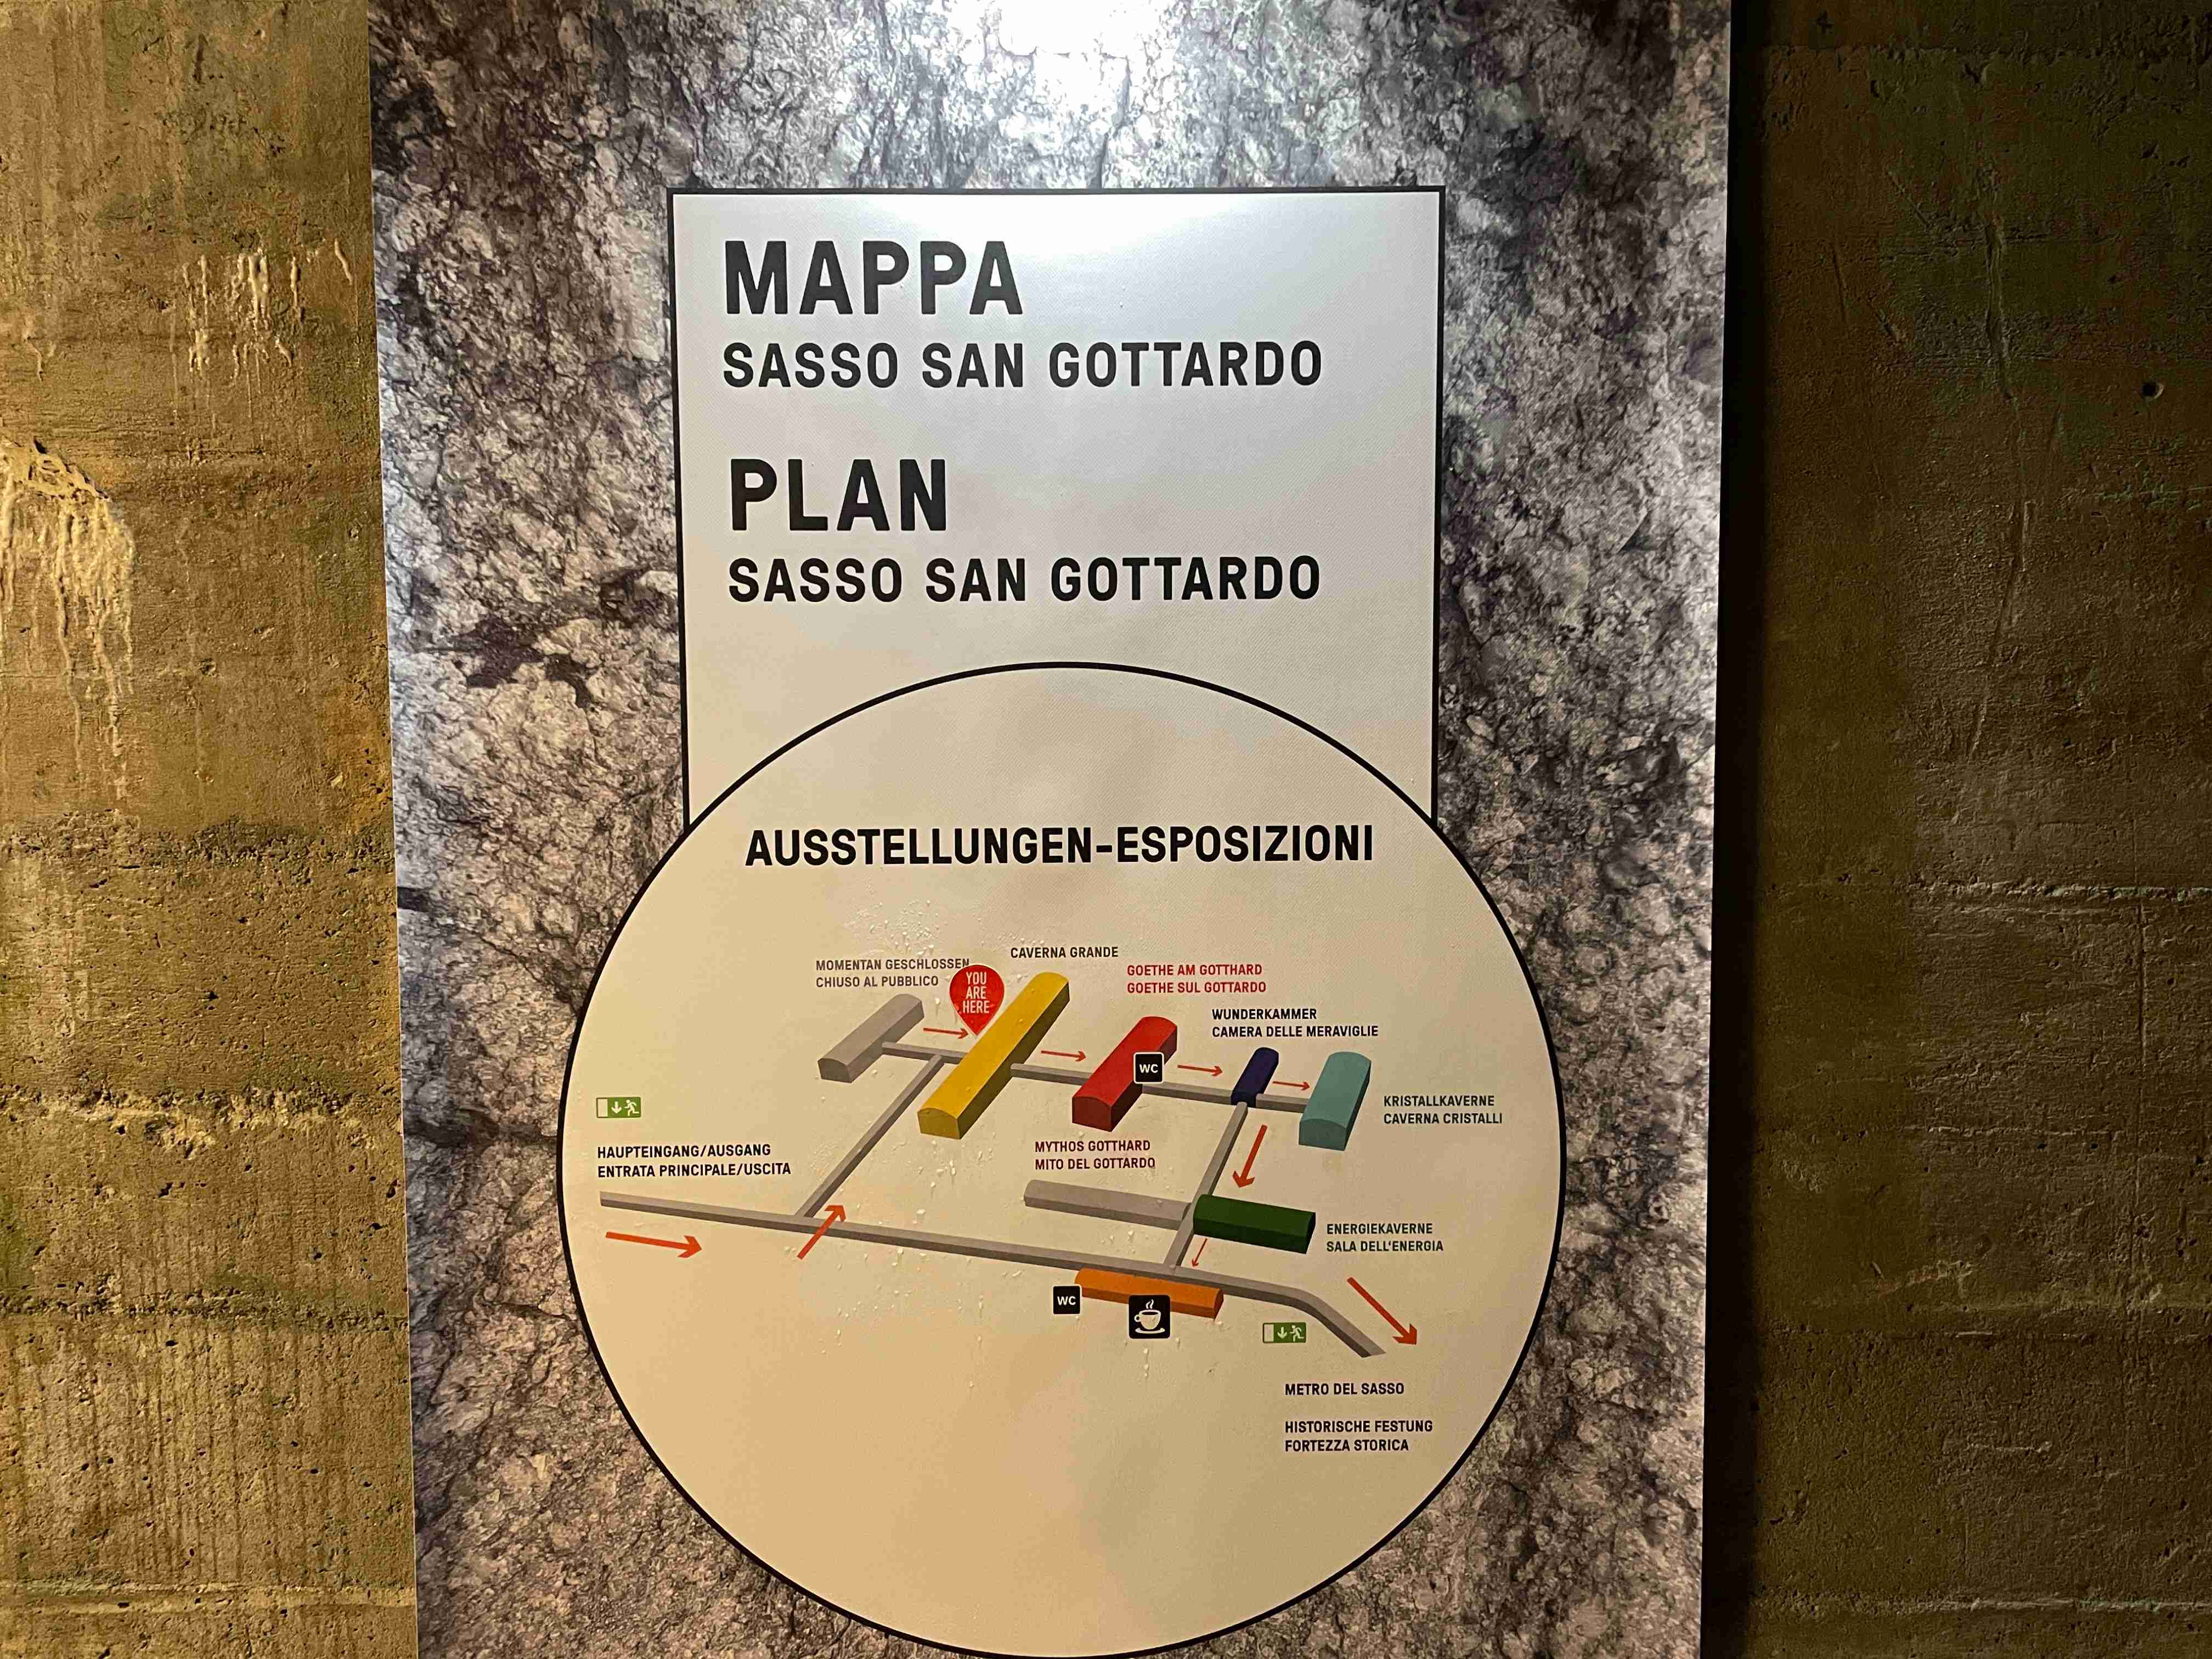 MAPPA
SASSO SAN GOTTARDO
PLAN
SASSO SAN GOTTARDO
AUSSTELLUNGEN-ESPOSIZIONI
MOMENTAN GESCHLOSSEN
CHIUSO AL PUBBLICO
YOU
ARE
HERE
CAVERNA GRANDE
GOETHE AM GOTTHARD
GOETHE SUL GOTTARDO
WUNDERKAMMER
CAMERA DELLE MERAVIGLIE
WC
KRISTALLKAVERNE
CAVERNA CRISTALLI
HAUPTEINGANG/AUSGANG
ENTRATA PRINCIPALE/USCITA
MYTHOS GOTTHARD
MITO DEL GOTTARDO
ENERGIEKAVERNE
SALA DELL'ENERGIA
WC
METRO DEL SASSO
HISTORISCHE FESTUNG
FORTEZZA STORICA